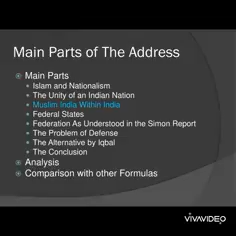 Main Parts of The Address
Main Parts
Islam and Nationalism
The Unity of an Indian Nation
Muslim India Within India
Federal States
Federation As Understood in the Simon Report
The Problem of Defense
The Alternative by Iqbal
The Conclusion
Analysis
Comparison with other Formulas
VIVAVIDEO